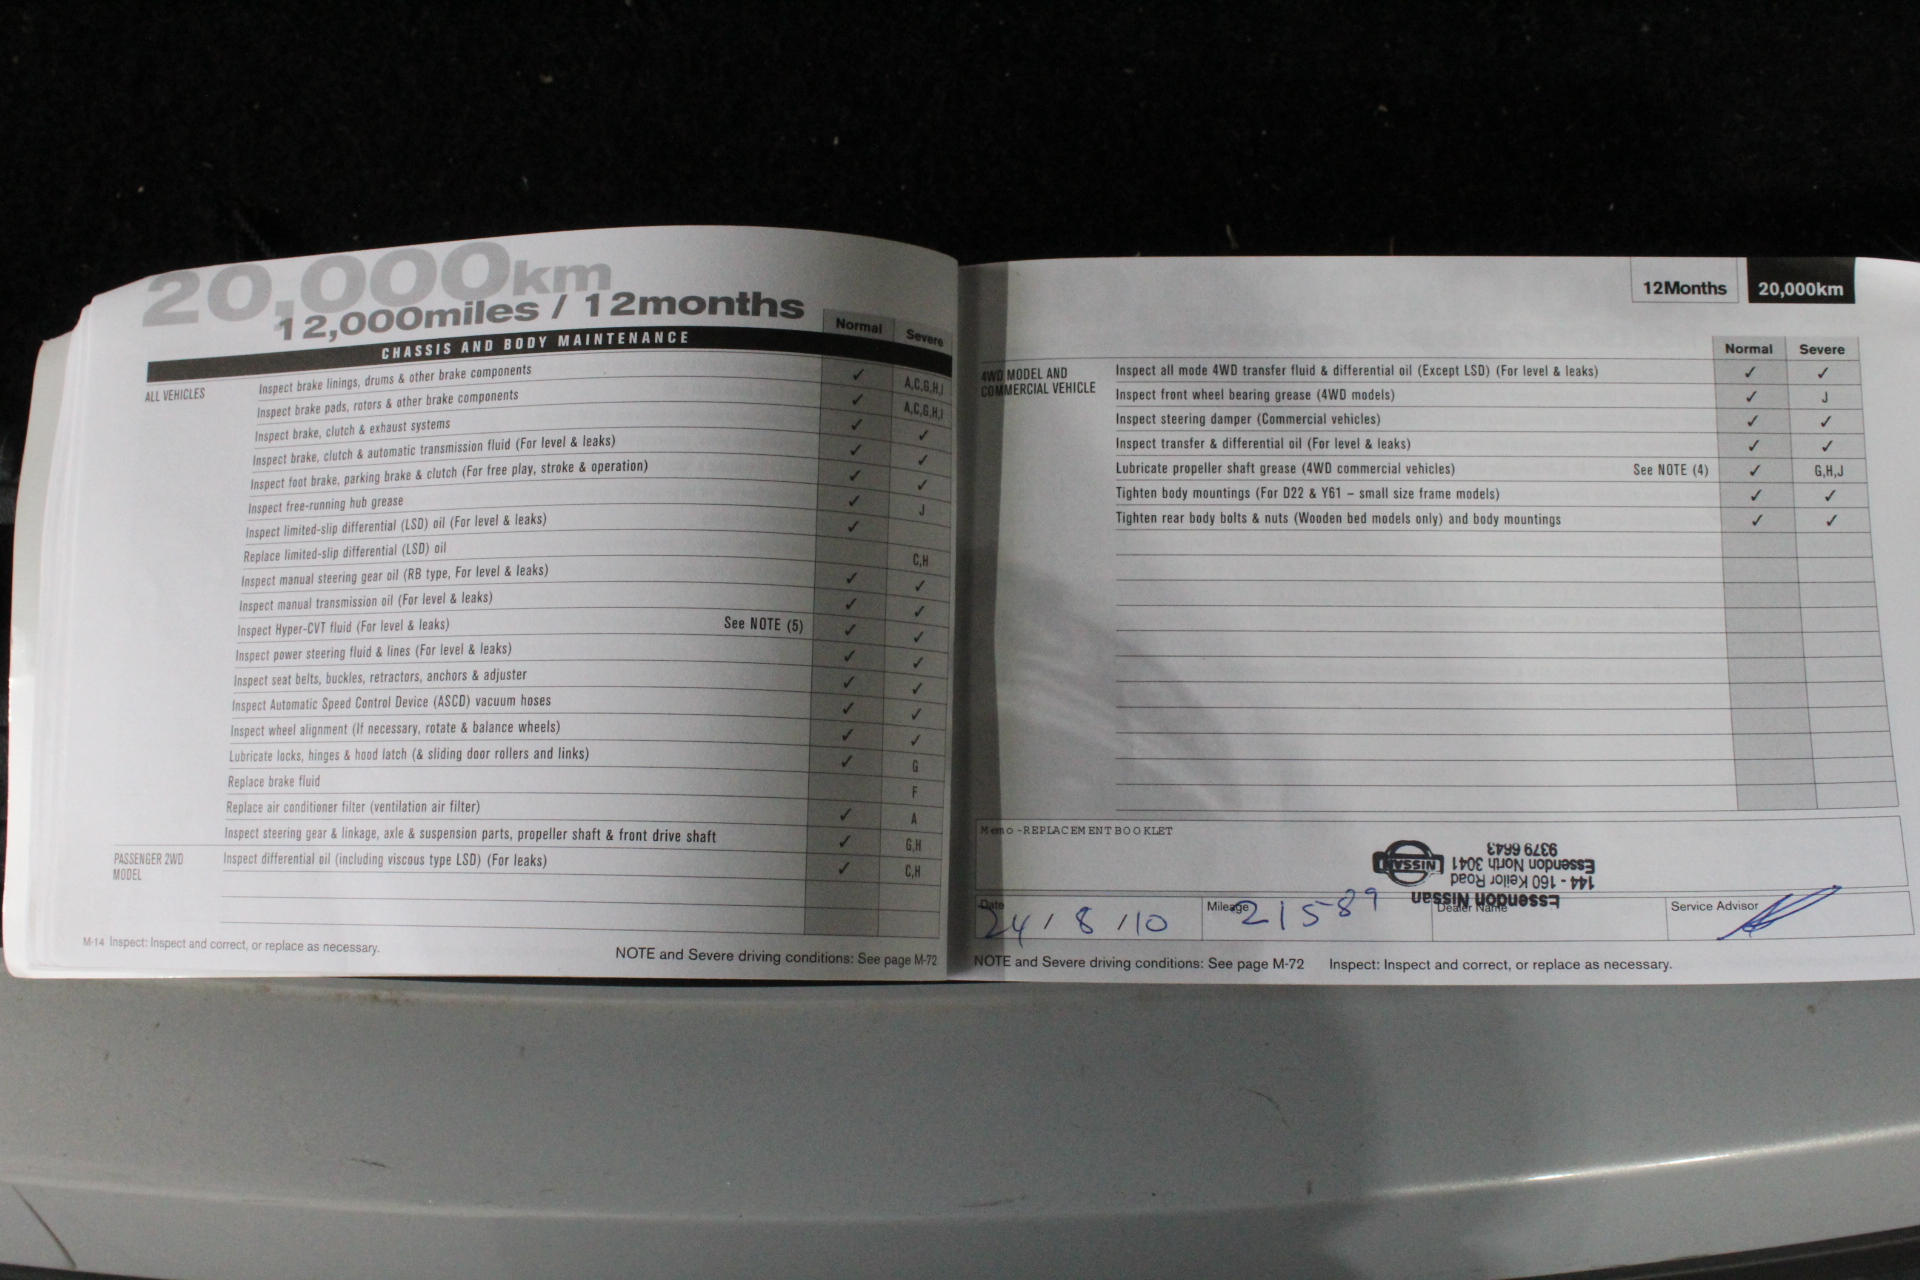 20,000km
12,000miles / 12months
Normal Severe
CHASSIS AND BODY MAINTENANCE
ALL VEHICLES
Inspect brake linings, drums & other brake components ✓ A,C,G,H,I
Inspect brake pads, rotors & other brake components ✓ A,C,G,H,I
Inspect brake, clutch & exhaust systems ✓ ✓
Inspect brake, clutch & automatic transmission fluid (For level & leaks) ✓ ✓
Inspect foot brake, parking brake & clutch (For free play, stroke & operation) ✓ ✓
Inspect free-running hub grease ✓ J
Inspect limited-slip differential (LSD) oil (For level & leaks) ✓
Replace limited-slip differential (LSD) oil C,H
Inspect manual steering gear oil (RB type, For level & leaks) ✓ ✓
Inspect manual transmission oil (For level & leaks) ✓ ✓
Inspect Hyper-CVT fluid (For level & leaks) See NOTE (5) ✓ ✓
Inspect power steering fluid & lines (For level & leaks) ✓ ✓
Inspect seat belts, buckles, retractors, anchors & adjuster ✓ ✓
Inspect Automatic Speed Control Device (ASCD) vacuum hoses ✓ ✓
Inspect wheel alignment (If necessary, rotate & balance wheels) ✓ ✓
Lubricate locks, hinges & hood latch (& sliding door rollers and links) ✓ G
Replace brake fluid F
Replace air conditioner filter (ventilation air filter) ✓ A
Inspect steering gear & linkage, axle & suspension parts, propeller shaft & front drive shaft ✓ G,H
PASSENGER 2WD
MODEL
Inspect differential oil (including viscous type LSD) (For leaks) ✓ C,H
M-14 Inspect: Inspect and correct, or replace as necessary.
NOTE and Severe driving conditions: See page M-72
12Months 20,000km
Normal Severe
4WD MODEL AND
COMMERCIAL VEHICLE
Inspect all mode 4WD transfer fluid & differential oil (Except LSD) (For level & leaks) ✓ ✓
Inspect front wheel bearing grease (4WD models) ✓ J
Inspect steering damper (Commercial vehicles) ✓ ✓
Inspect transfer & differential oil (For level & leaks) ✓ ✓
Lubricate propeller shaft grease (4WD commercial vehicles) See NOTE (4) ✓ G,H,J
Tighten body mountings (For D22 & Y61 – small size frame models) ✓ ✓
Tighten rear body bolts & nuts (Wooden bed models only) and body mountings ✓ ✓
Memo -REPLACEMENT BOOKLET
Essendon Nissan
144 - 160 Keilor Road
Essendon North 3041
9379 6643
NISSAN
Date 24/8/10
Mileage 21589
Dealer Name
Service Advisor
NOTE and Severe driving conditions: See page M-72 Inspect: Inspect and correct, or replace as necessary.